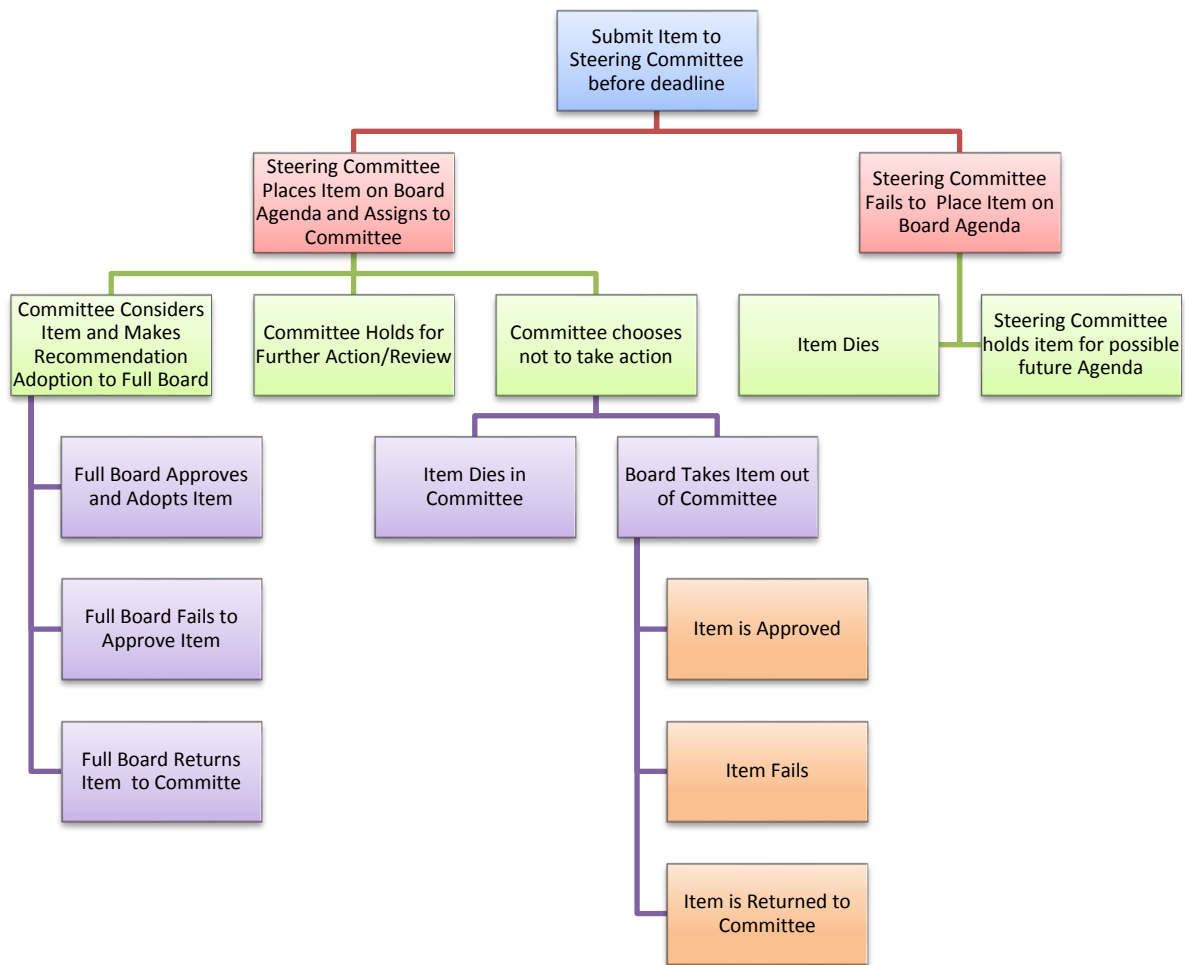 Submit Item to
Steering Committee
before deadline
Steering Committee
Places Item on Board
Agenda and Assigns to
Committee
Steering Committee
Fails to  Place Item on
Board Agenda
Committee Considers
Item and Makes
Recommendation
Adoption to Full Board
Committee Holds for
Further Action/Review
Committee chooses
not to take action
Item Dies
Steering Committee
holds item for possible
future Agenda
Full Board Approves
and Adopts Item
Item Dies in
Committee
Board Takes Item out
of Committee
Full Board Fails to
Approve Item
Item is Approved
Full Board Returns
Item  to Committe
Item Fails
Item is Returned to
Committee